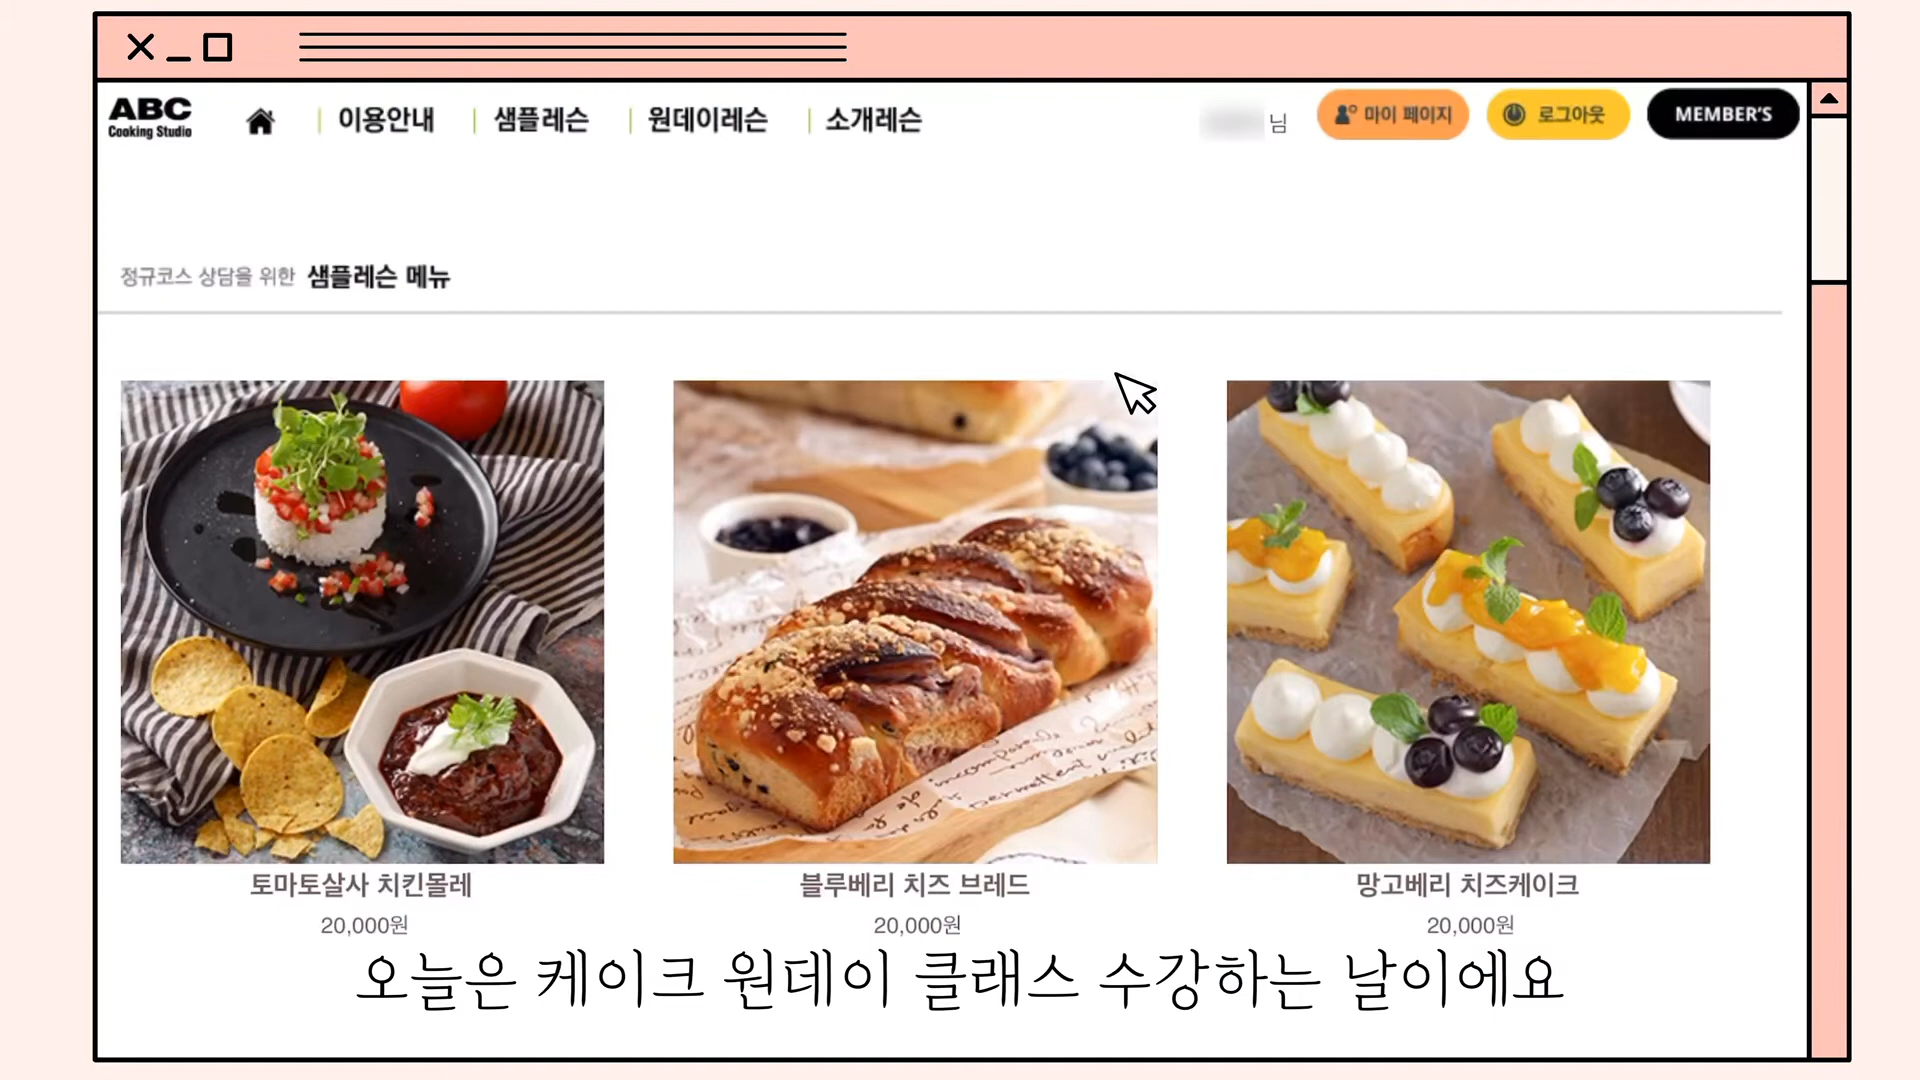 ABC
Cooking Studio
이용안내
샘플레슨
원데이레슨
소개레슨
님
마이 페이지
로그아웃
MEMBER'S
정규코스 상담을 위한 샘플레슨 메뉴
토마토살사 치킨몰레
20,000원
블루베리 치즈 브레드
20,000원
망고베리 치즈케이크
20,000원
오늘은 케이크 원데이 클래스 수강하는 날이에요